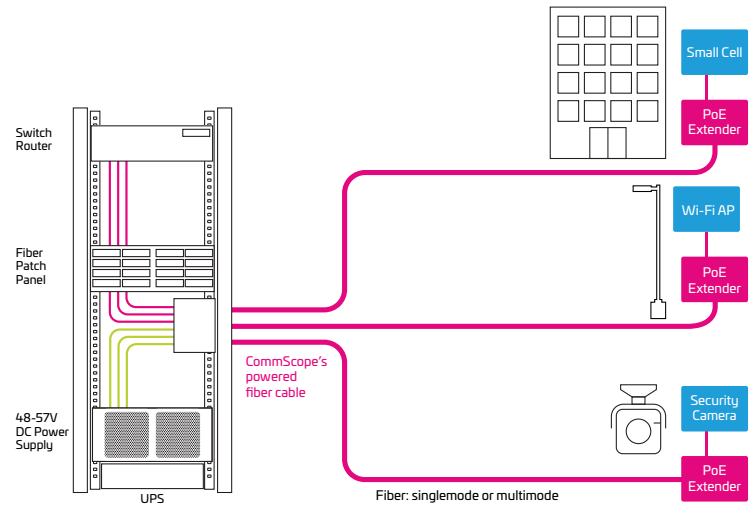 Small Cell
PoE
Extender
Switch
Router
Wi-Fi AP
Fiber
Patch
Panel
PoE
Extender
CommScope's
powered
fiber cable
48-57V
DC Power
Supply
Security
Camera
PoE
Extender
UPS
Fiber: singlemode or multimode